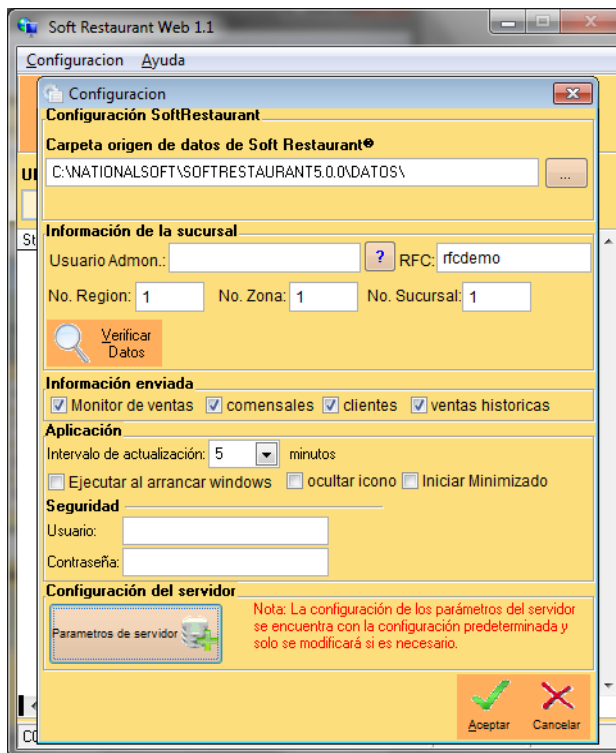 Soft Restaurant Web 1.1
Configuracion Ayuda
Configuracion
Configuración SoftRestaurant
Carpeta origen de datos de Soft Restaurant®
C:\NATIONALSOFT\SOFTRESTAURANT5.0.0\DATOS\
...
Información de la sucursal
Usuario Admon.: ? RFC: rfcdemo
No. Region: 1 No. Zona: 1 No. Sucursal: 1
Verificar
Datos
Información enviada
Monitor de ventas comensales clientes ventas historicas
Aplicación
Intervalo de actualización: 5 minutos
Ejecutar al arrancar windows ocultar icono Iniciar Minimizado
Seguridad
Usuario:
Contraseña:
Configuración del servidor
Parametros de servidor
Nota: La configuración de los parámetros del servidor
se encuentra con la configuración predeterminada y
solo se modificará si es necesario.
Aceptar Cancelar